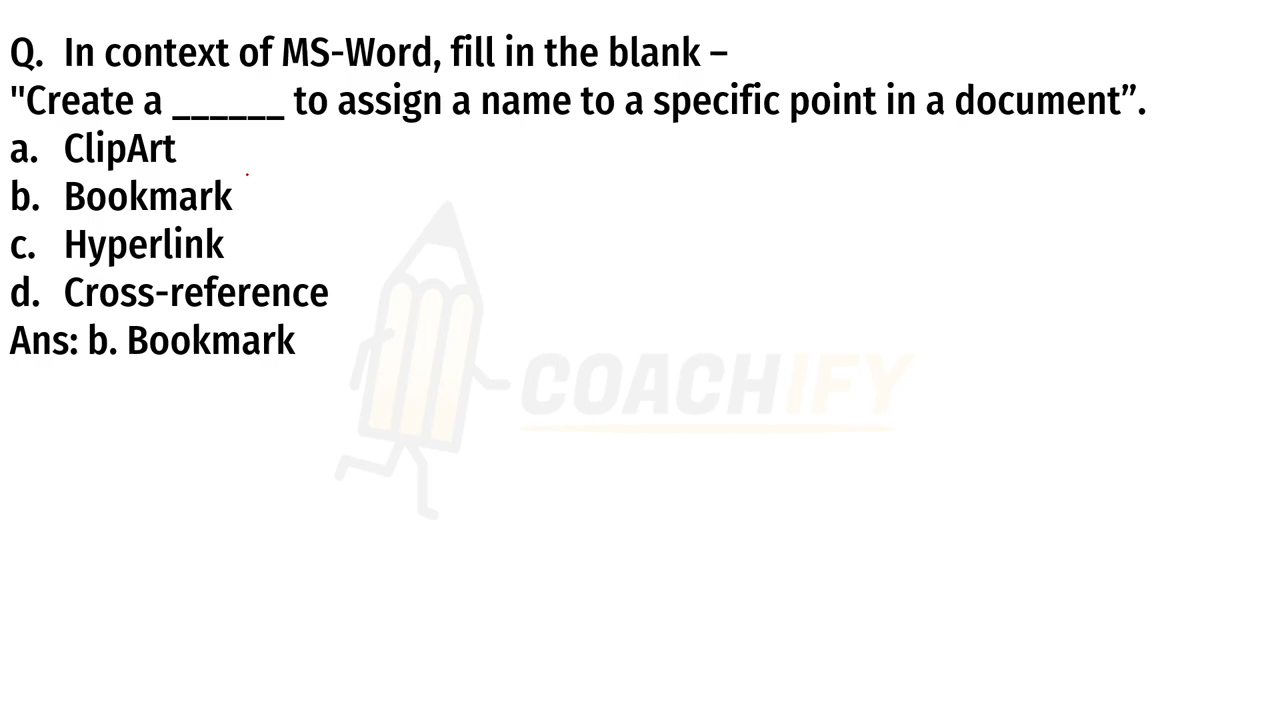 Q. In context of MS-Word, fill in the blank –
"Create a ______ to assign a name to a specific point in a document”.
a. ClipArt
b. Bookmark
c. Hyperlink
d. Cross-reference
Ans: b. Bookmark
COACHIFY